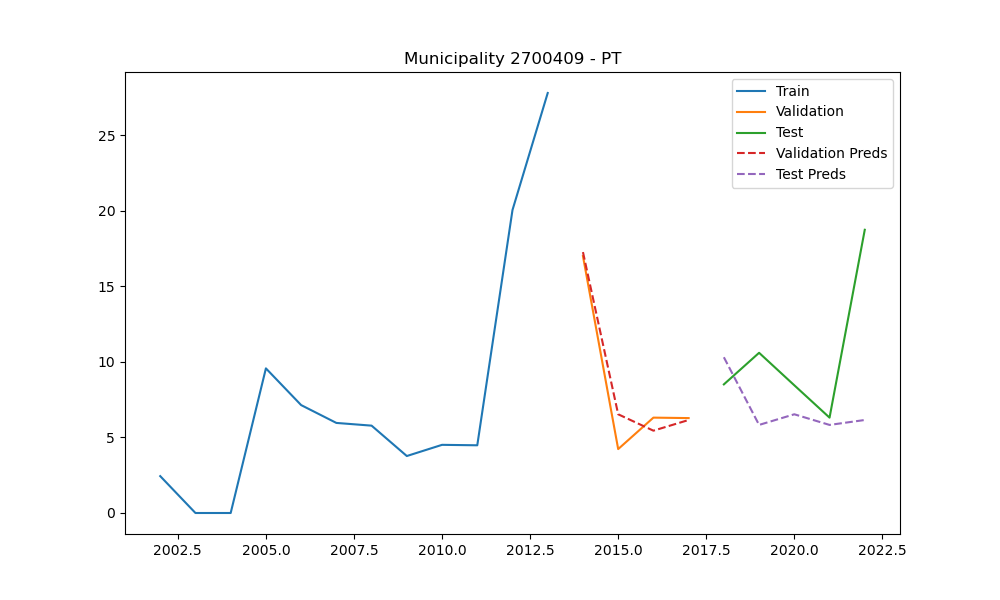 Municipality 2700409 - PT
Train
Validation
Test
Validation Preds
Test Preds
25
20
15
10
5
0
2002.5 2005.0 2007.5 2010.0 2012.5 2015.0 2017.5 2020.0 2022.5